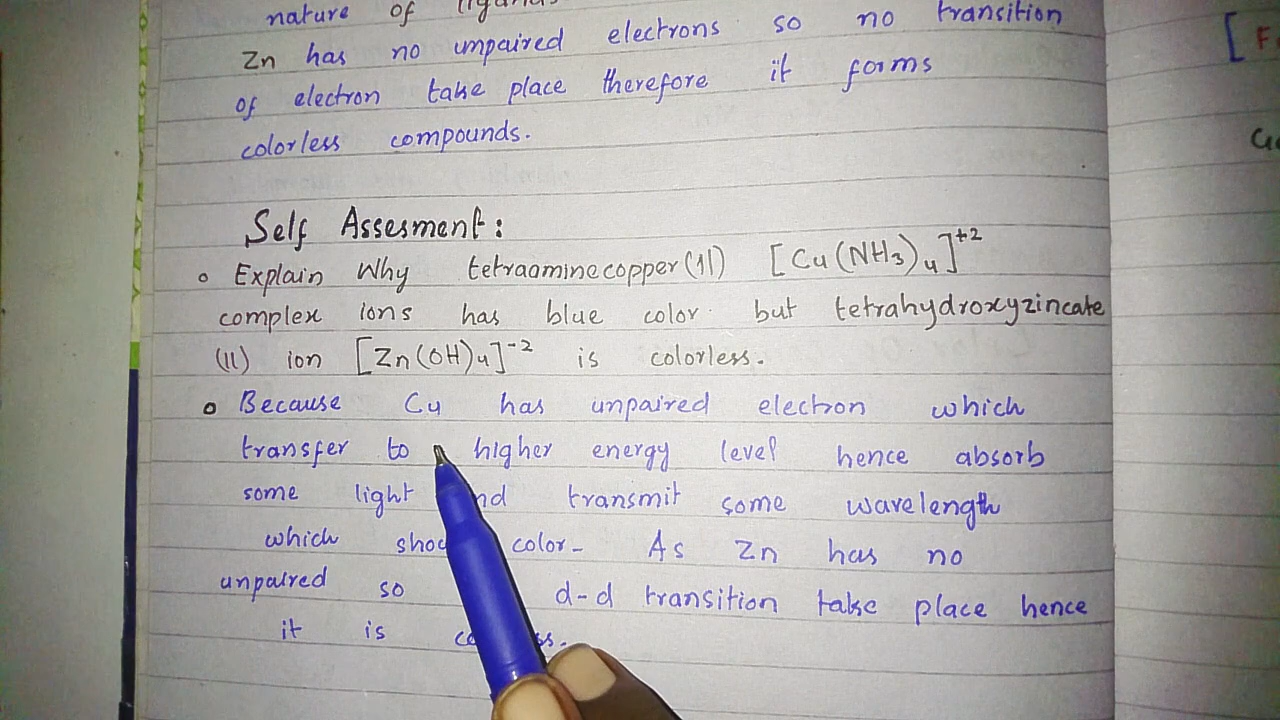 nature of ligands
Zn has no unpaired electrons so no transition
of electron take place therefore it forms
colorless compounds.
Self Assesment:
Explain Why tetraaminecopper(II) [Cu(NH3)4]+2
complex ions has blue color but tetrahydroxyzincate
(II) ion [Zn(OH)4]-2 is colorless.
Because Cu has unpaired electron which
transfer to higher energy level hence absorb
some light nd transmit some wavelength
which color- As Zn has no
unpaired so d-d transition take place hence
it is